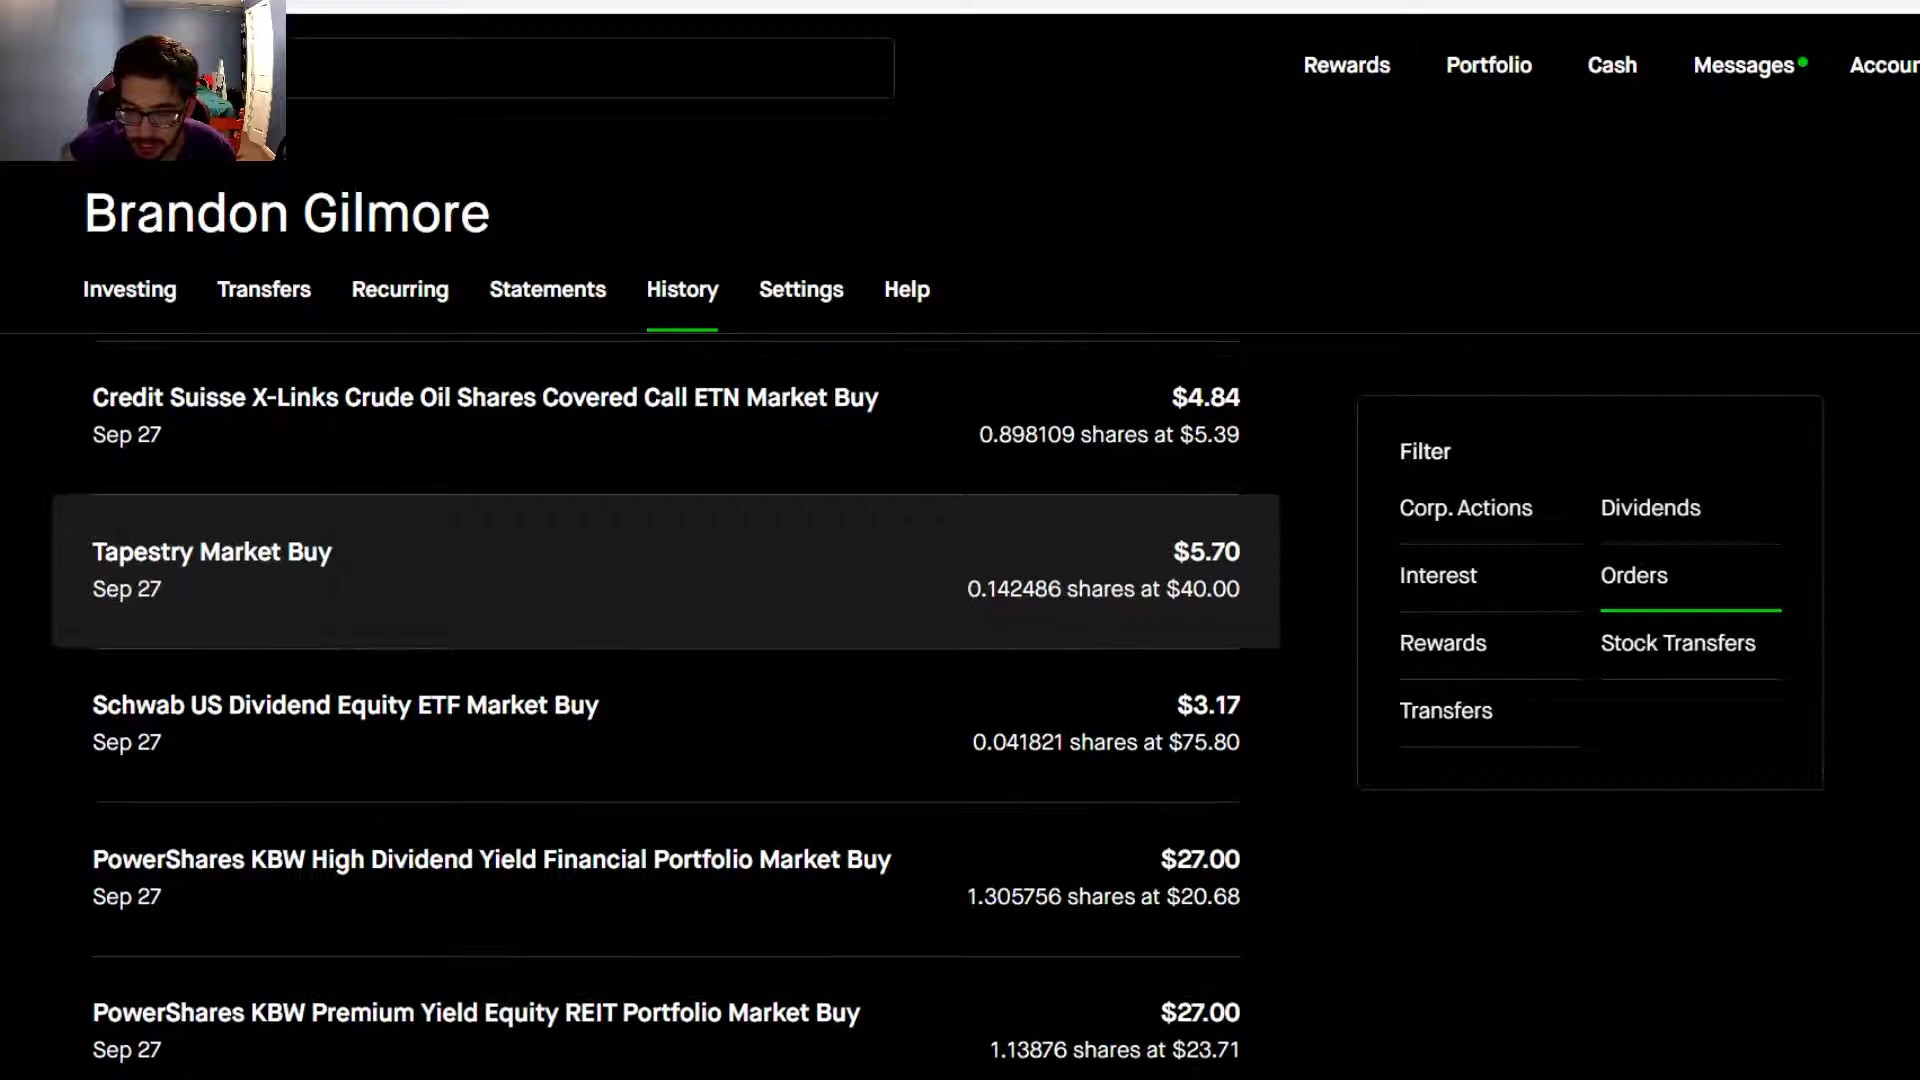 Rewards Portfolio Cash Messages Accoun
Brandon Gilmore
Investing Transfers Recurring Statements History Settings Help
Credit Suisse X-Links Crude Oil Shares Covered Call ETN Market Buy $4.84
Sep 27 0.898109 shares at $5.39
Tapestry Market Buy $5.70
Sep 27 0.142486 shares at $40.00
Schwab US Dividend Equity ETF Market Buy $3.17
Sep 27 0.041821 shares at $75.80
PowerShares KBW High Dividend Yield Financial Portfolio Market Buy $27.00
Sep 27 1.305756 shares at $20.68
PowerShares KBW Premium Yield Equity REIT Portfolio Market Buy $27.00
Sep 27 1.13876 shares at $23.71
Filter
Corp. Actions Dividends
Interest Orders
Rewards Stock Transfers
Transfers